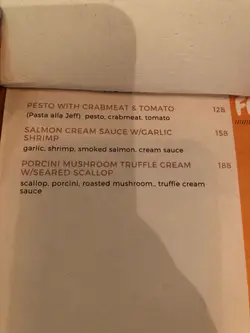 PESTO WITH CRABMEAT & TOMATO 128
(Pasta alla Jeff) pesto, crabmeat, tomato
SALMON CREAM SAUCE W/GARLIC 158
SHRIMP
garlic, shrimp, smoked salmon, cream sauce
PORCINI MUSHROOM TRUFFLE CREAM 188
W/SEARED SCALLOP
scallop, porcini, roasted mushroom,, truffle cream
sauce